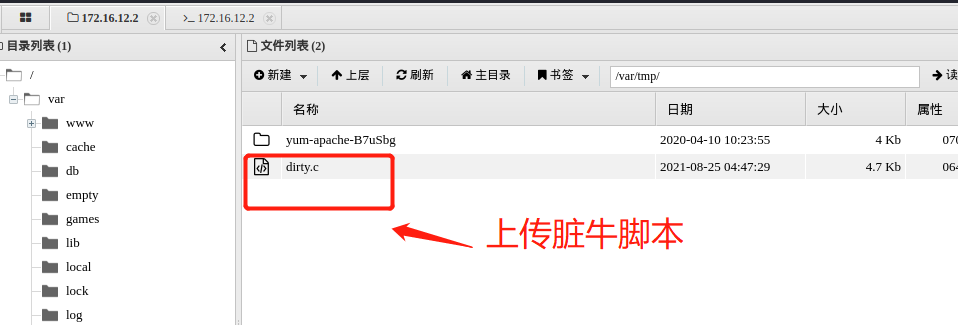 172.16.12.2
172.16.12.2
目录列表 (1)
/
var
www
cache
db
empty
games
lib
local
lock
log
文件列表 (2)
新建 上层 刷新 主目录 书签 /var/tmp/ 读
名称 日期 大小 属性
yum-apache-B7uSbg 2020-04-10 10:23:55 4 Kb 070
dirty.c 2021-08-25 04:47:29 4.7 Kb 064
上传脏牛脚本